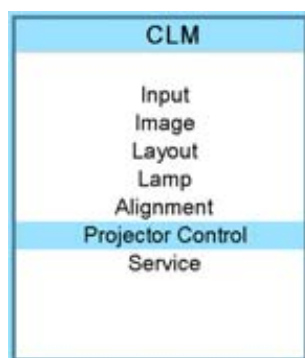 CLM
Input
Image
Layout
Lamp
Alignment
Projector Control
Service